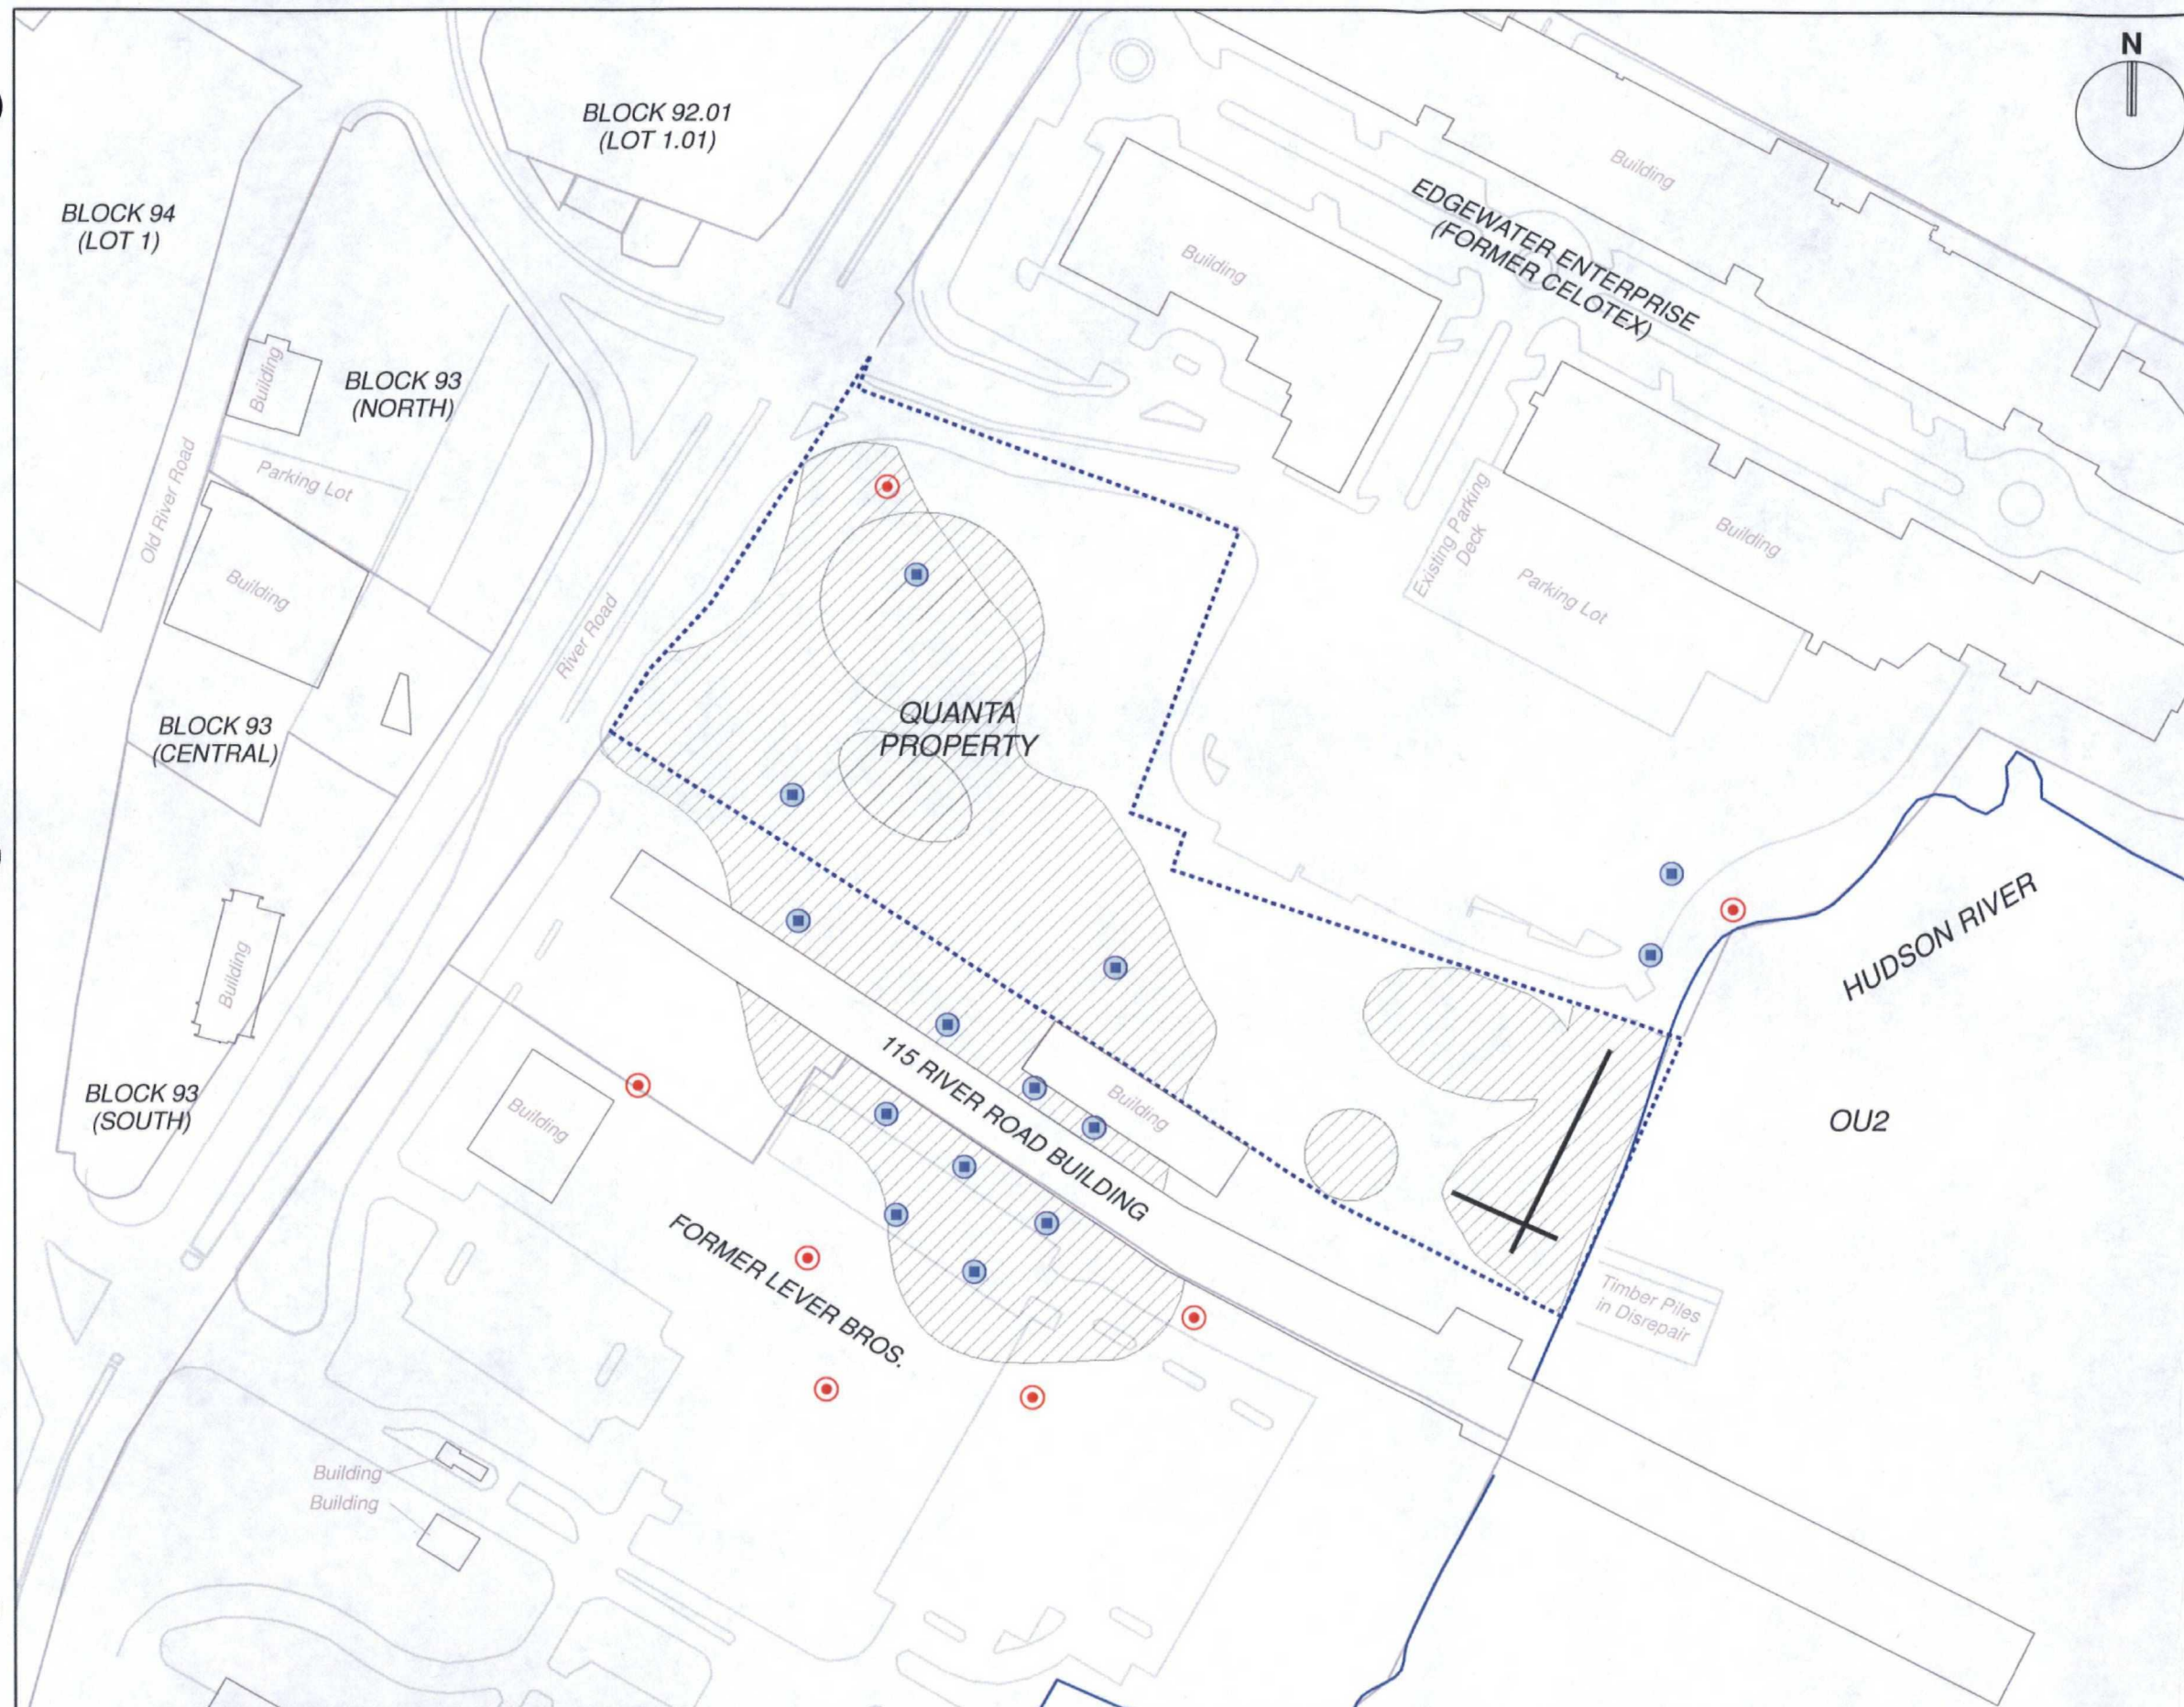 N
BLOCK 92.01
(LOT 1.01)
Building
BLOCK 94
(LOT 1)
EDGEWATER ENTERPRISE
(FORMER CELOTEX)
Building
Building
BLOCK 93
(NORTH)
Parking Lot
Old River Road
Existing Parking
Deck
Building
Parking Lot
Building
River Road
QUANTA
PROPERTY
BLOCK 93
(CENTRAL)
HUDSON RIVER
Building
115 RIVER ROAD BUILDING
Building
BLOCK 93
(SOUTH)
Building
OU2
FORMER LEVER BROS.
Timber Piles
in Disrepair
Building
Building